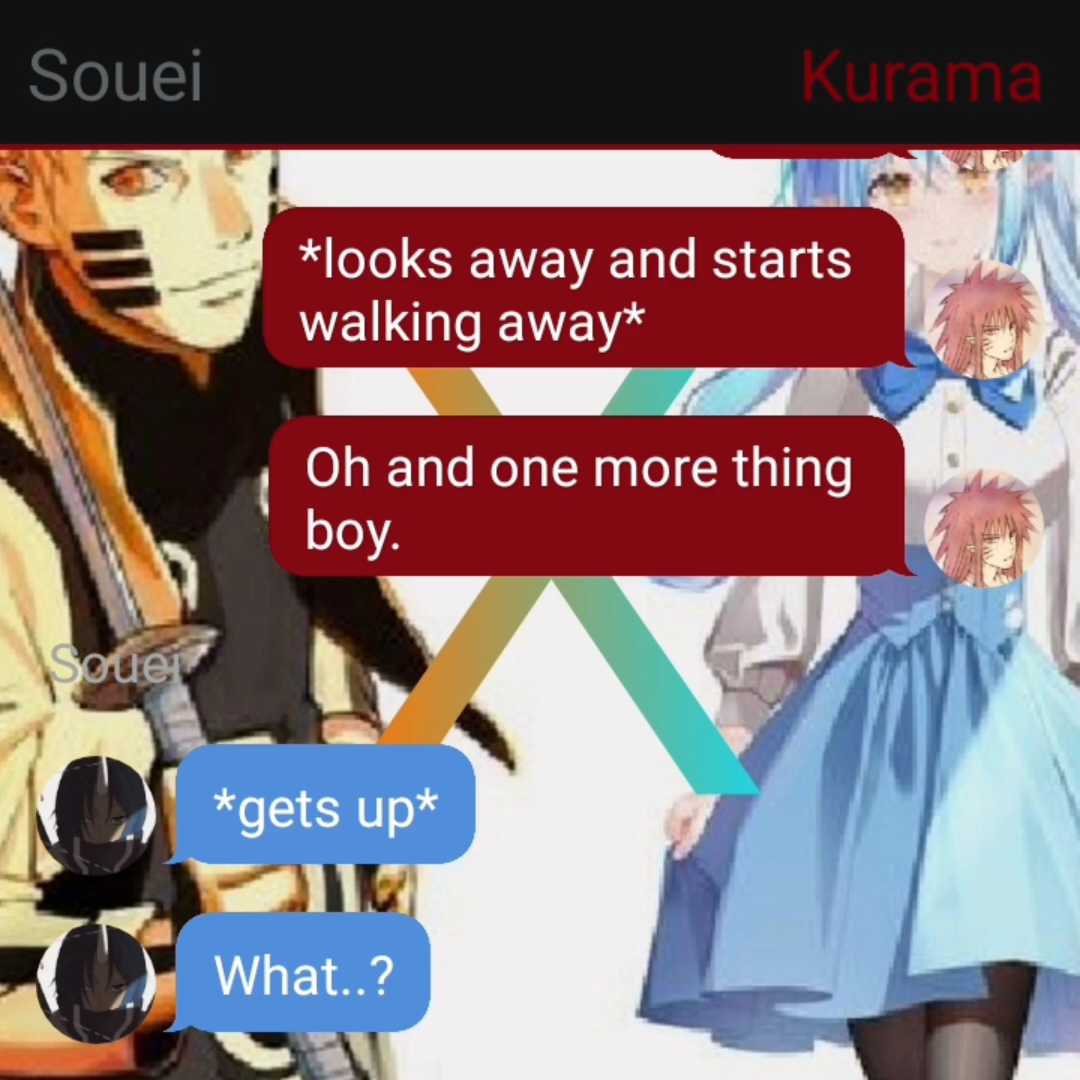 Souei
Kurama
*looks away and starts
walking away*
Oh and one more thing
boy.
Souei
*gets up*
What..?